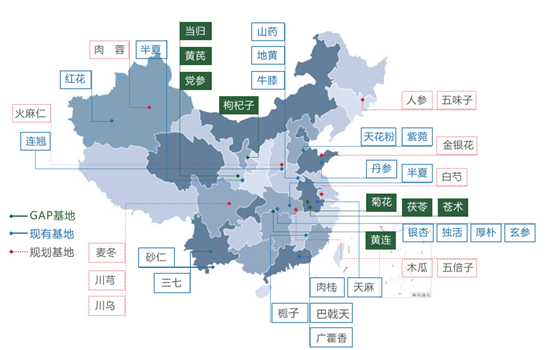 当归
山药
肉 蓉
半夏
黄芪
地黄
党参
牛膝
红花
枸杞子
人参 五味子
火麻仁
天花粉 紫菀
连翘
金银花
丹参 半夏
白芍
菊花 茯苓 苍术
GAP基地
现有基地
规划基地
黄连
银杏 独活 厚朴 玄参
麦冬
砂仁
木瓜 五倍子
川芎
三七
肉桂 天麻
川乌
栀子
巴戟天
广藿香